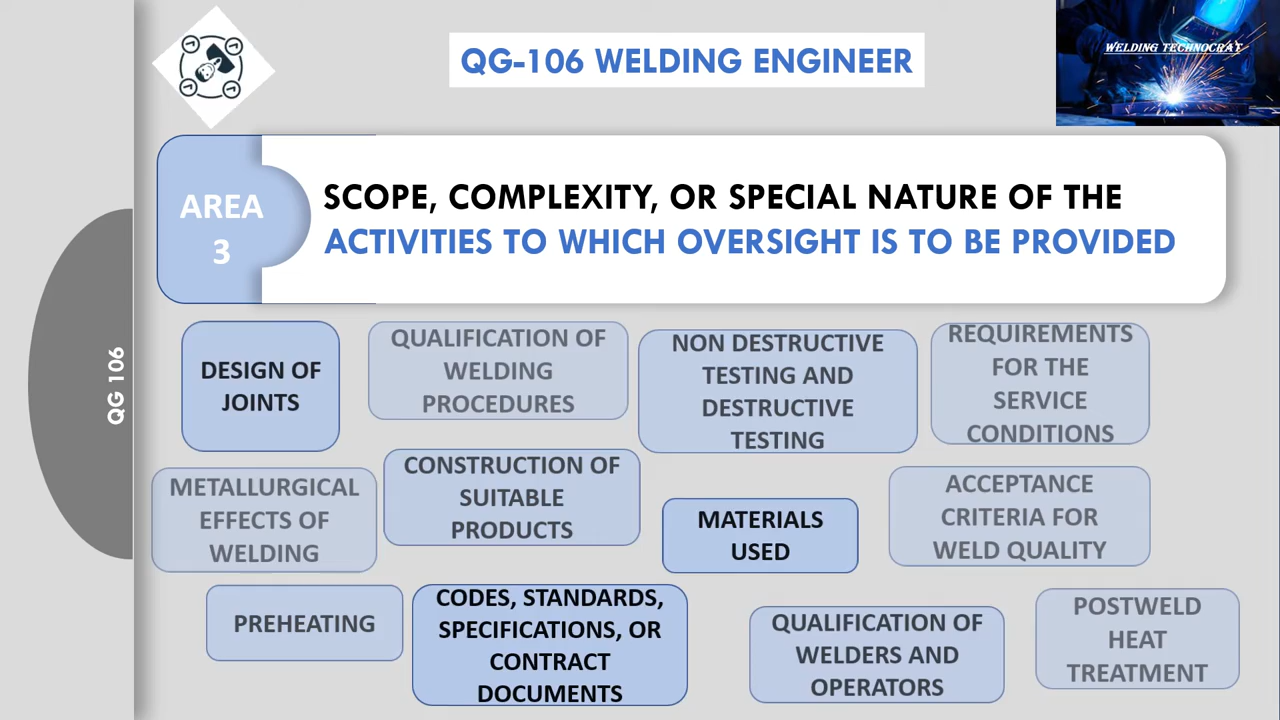 QG-106 WELDING ENGINEER
WELDING TECHNOCRAT
AREA
3
SCOPE, COMPLEXITY, OR SPECIAL NATURE OF THE
ACTIVITIES TO WHICH OVERSIGHT IS TO BE PROVIDED
QG 106
DESIGN OF
JOINTS
QUALIFICATION OF
WELDING
PROCEDURES
NON DESTRUCTIVE
TESTING AND
DESTRUCTIVE
TESTING
REQUIREMENTS
FOR THE
SERVICE
CONDITIONS
METALLURGICAL
EFFECTS OF
WELDING
CONSTRUCTION OF
SUITABLE
PRODUCTS
MATERIALS
USED
ACCEPTANCE
CRITERIA FOR
WELD QUALITY
PREHEATING
CODES, STANDARDS,
SPECIFICATIONS, OR
CONTRACT
DOCUMENTS
QUALIFICATION OF
WELDERS AND
OPERATORS
POSTWELD
HEAT
TREATMENT